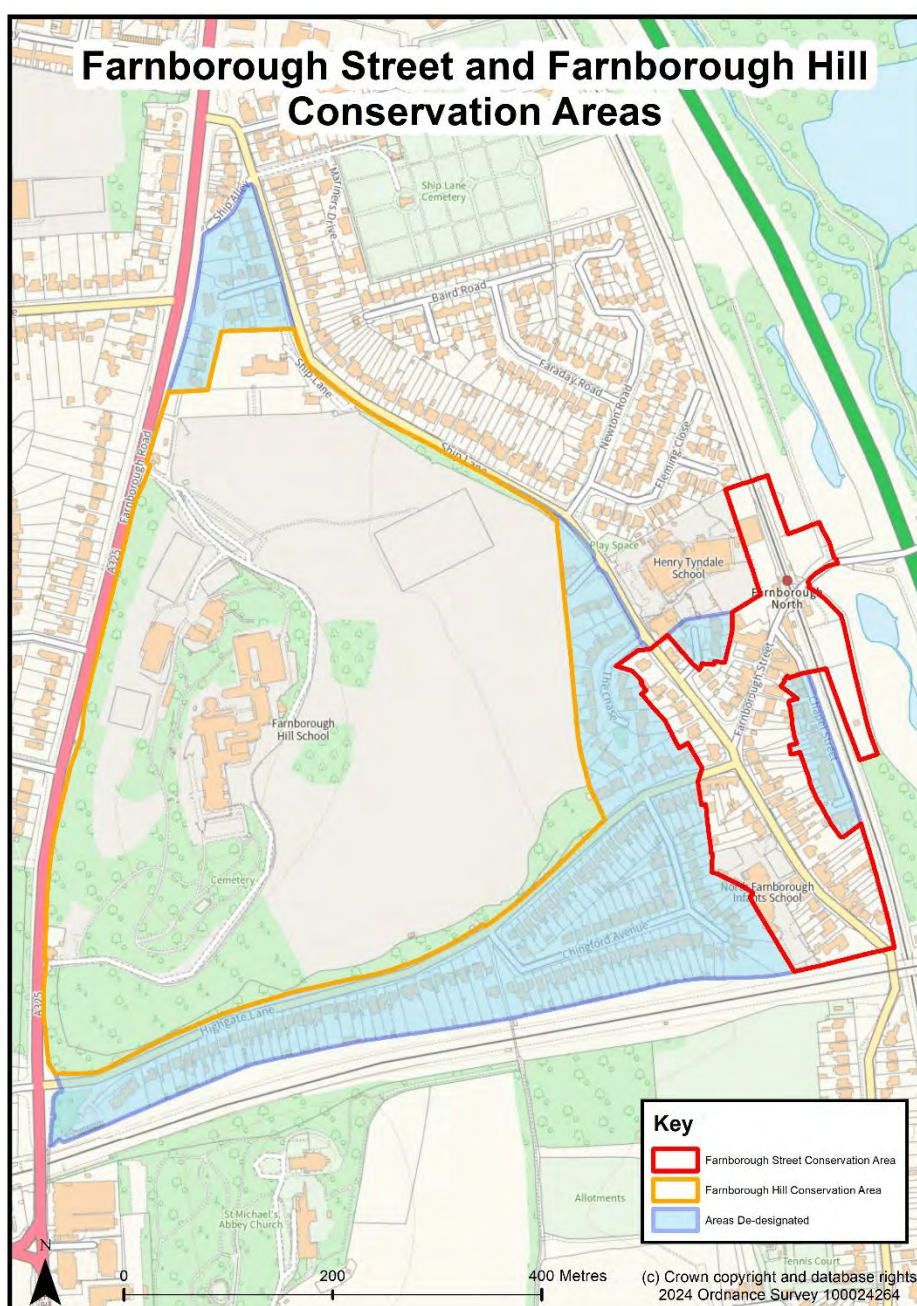 Farnborough Street and Farnborough Hill
Conservation Areas
Ship Alley
Mariners Drive
Ship Lane
Cemetery
Baird Road
Faraday Road
Newton Road
Fleming Close
Ship Lane
Ship Lane
Farnborough Road
A325
Play Space
Henry Tyndale
School
Farnborough
North
Farnborough Street
The Chase
Chapel Street
Farnborough
Hill School
Cemetery
North Farnborough
Infants School
Chingford Avenue
Highgate Lane
A325
St Michael's
Abbey Church
Allotments
Tennis Court
Key
Farnborough Street Conservation Area
Farnborough Hill Conservation Area
Areas De-designated
N
0 200 400 Metres
(c) Crown copyright and database rights
2024 Ordnance Survey 100024264